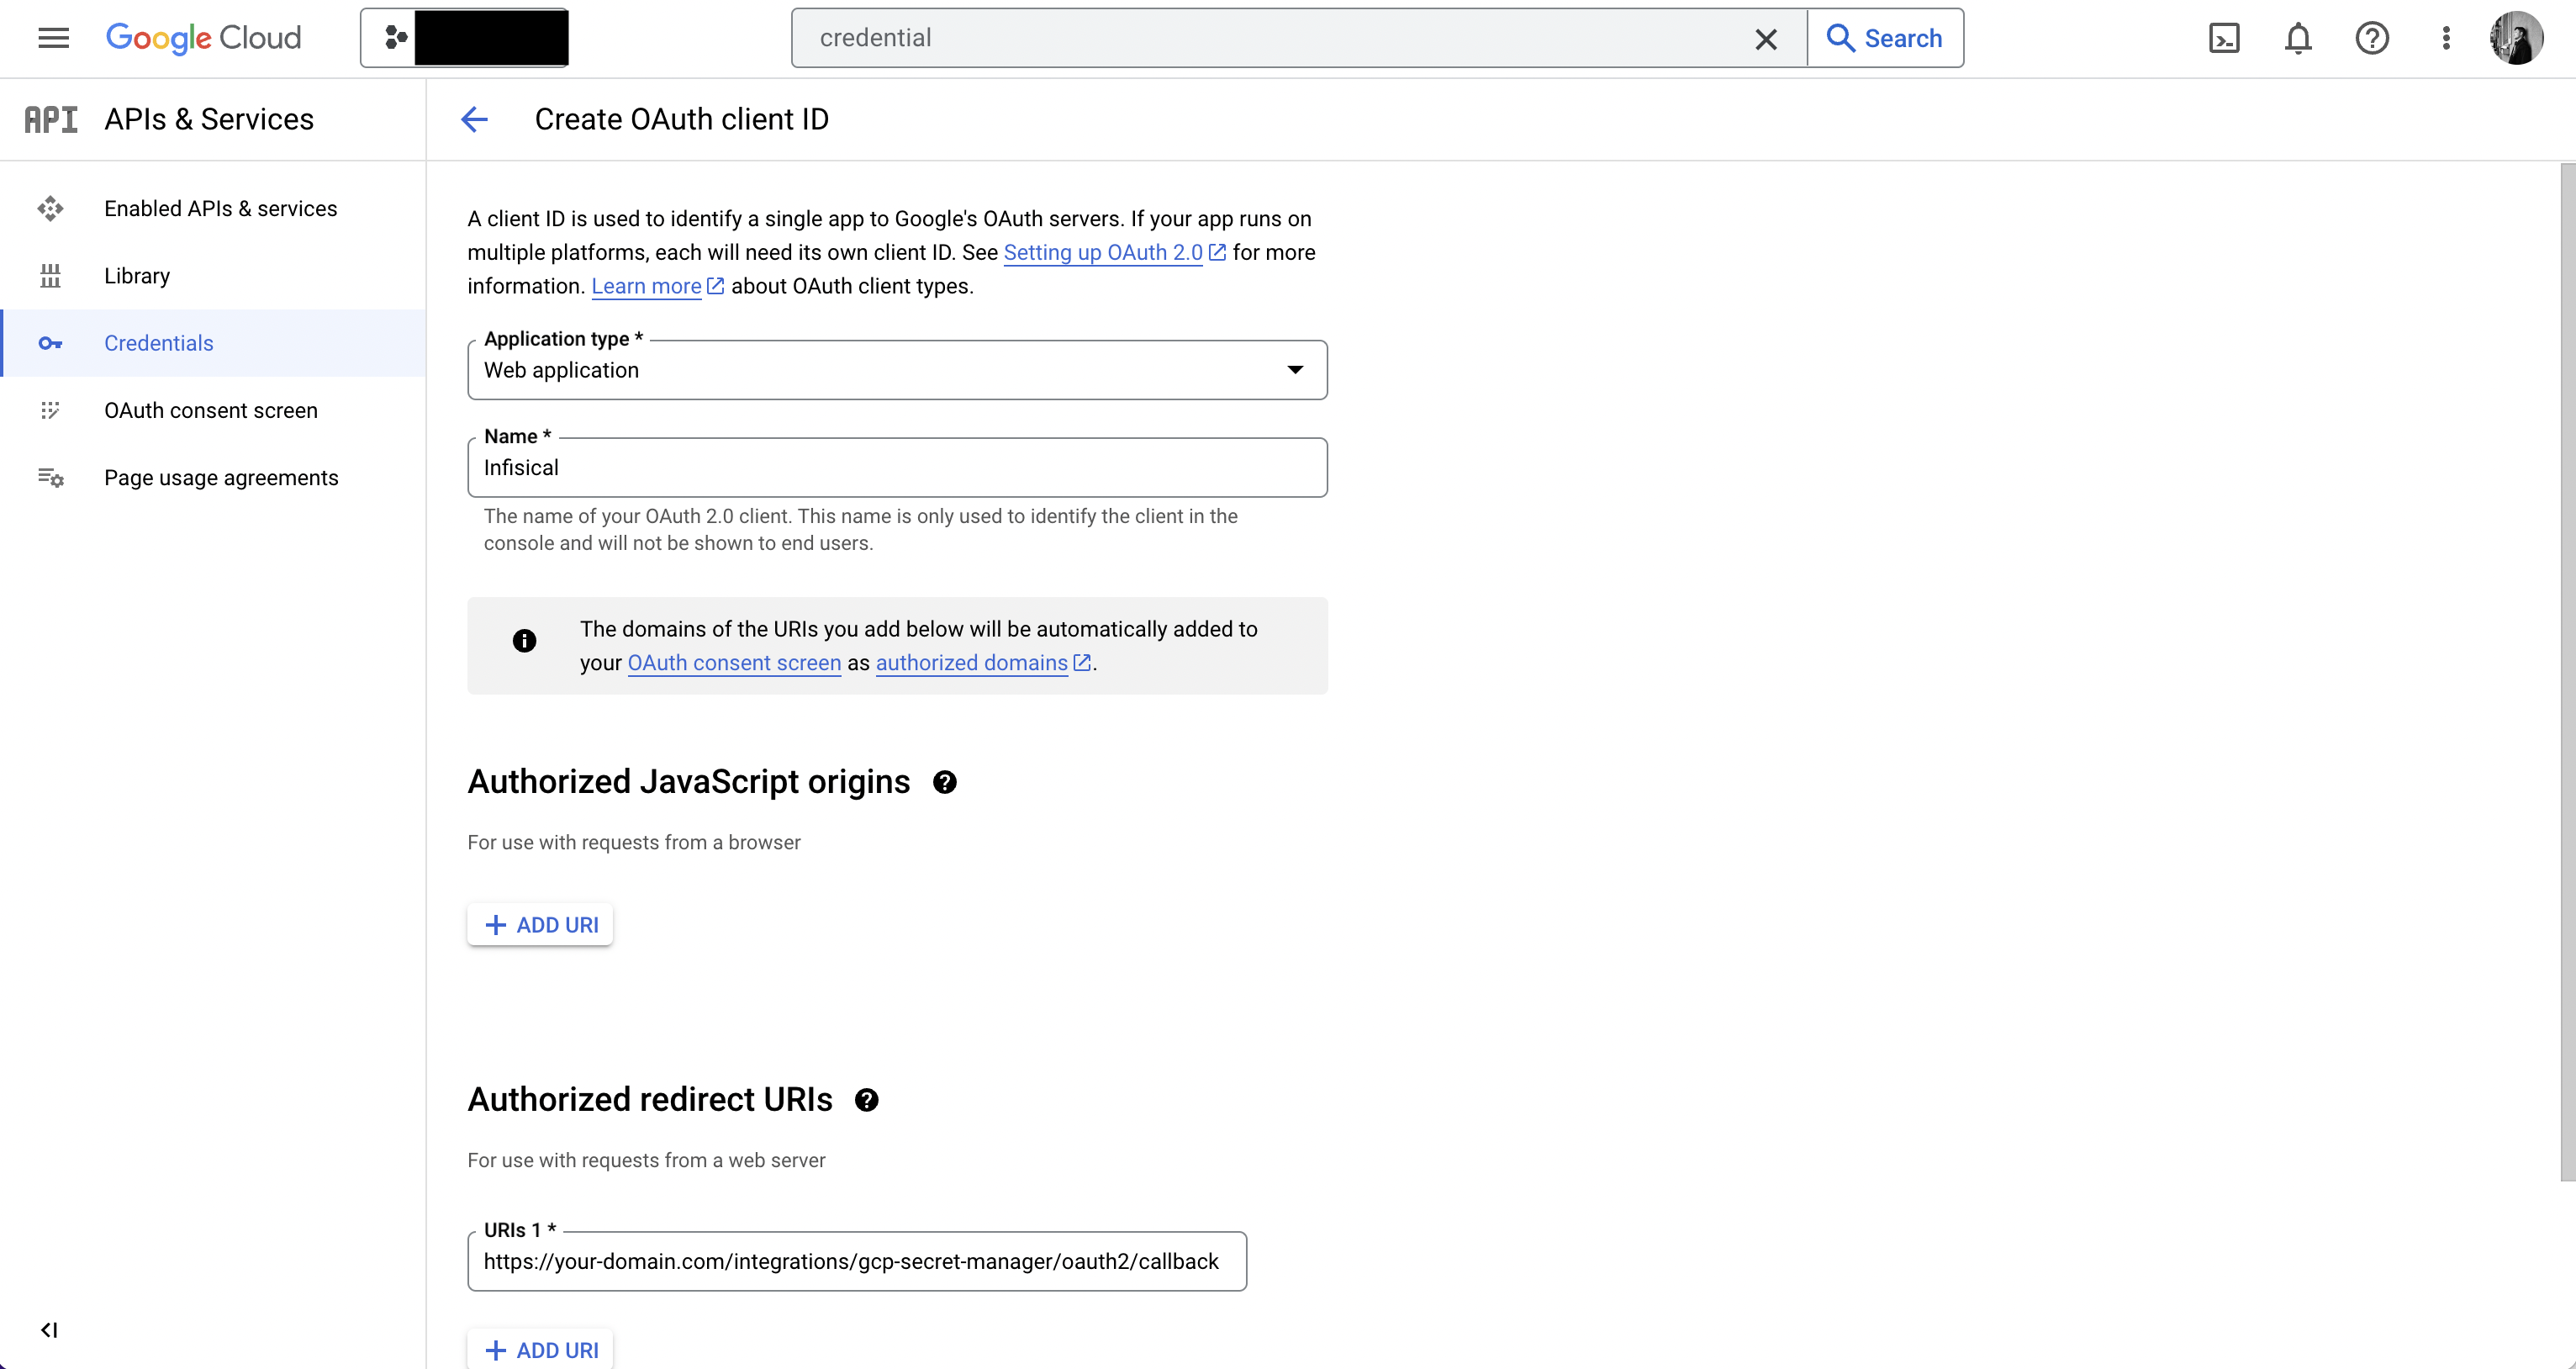 Google Cloud
credential
Search
API APIs & Services
Create OAuth client ID
Enabled APIs & services
Library
Credentials
OAuth consent screen
Page usage agreements
A client ID is used to identify a single app to Google's OAuth servers. If your app runs on
multiple platforms, each will need its own client ID. See Setting up OAuth 2.0 for more
information. Learn more about OAuth client types.
Application type *
Web application
Name *
Infisical
The name of your OAuth 2.0 client. This name is only used to identify the client in the
console and will not be shown to end users.
The domains of the URIs you add below will be automatically added to
your OAuth consent screen as authorized domains.
Authorized JavaScript origins
For use with requests from a browser
ADD URI
Authorized redirect URIs
For use with requests from a web server
URIs 1 *
https://your-domain.com/integrations/gcp-secret-manager/oauth2/callback
ADD URI